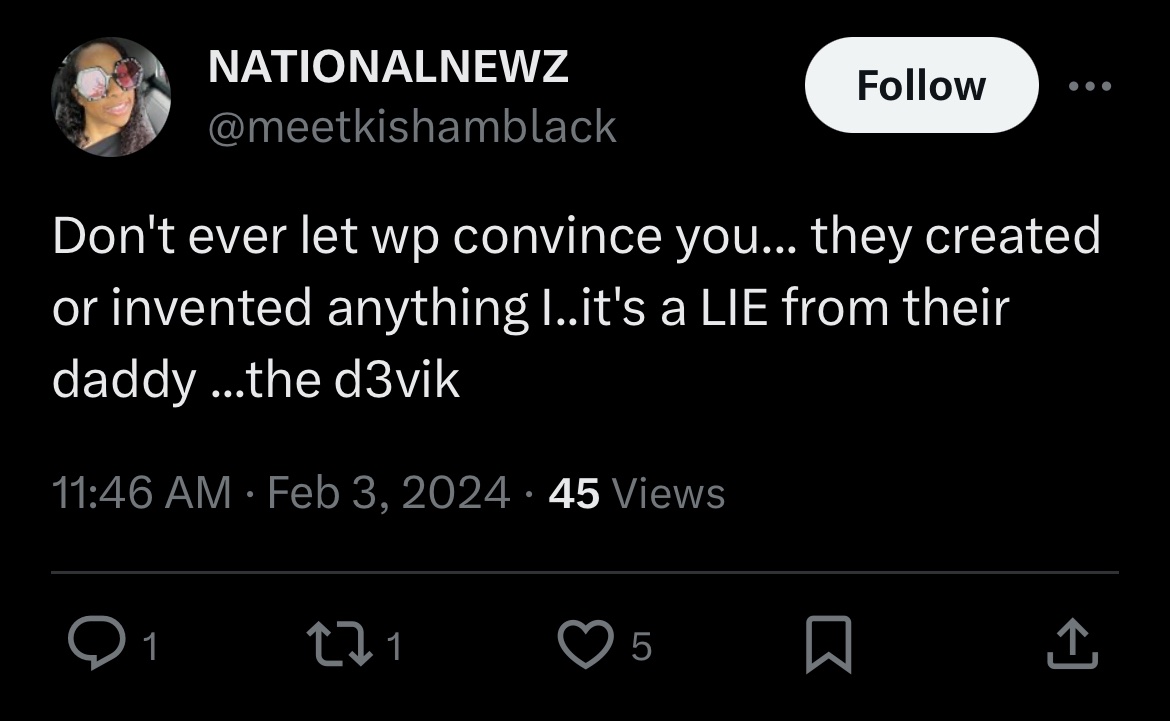 NATIONALNEWZ
@meetkishamblack
Follow
Don't ever let wp convince you... they created
or invented anything I..it's a LIE from their
daddy ...the d3vik
11:46 AM · Feb 3, 2024 · 45 Views
1
1
5